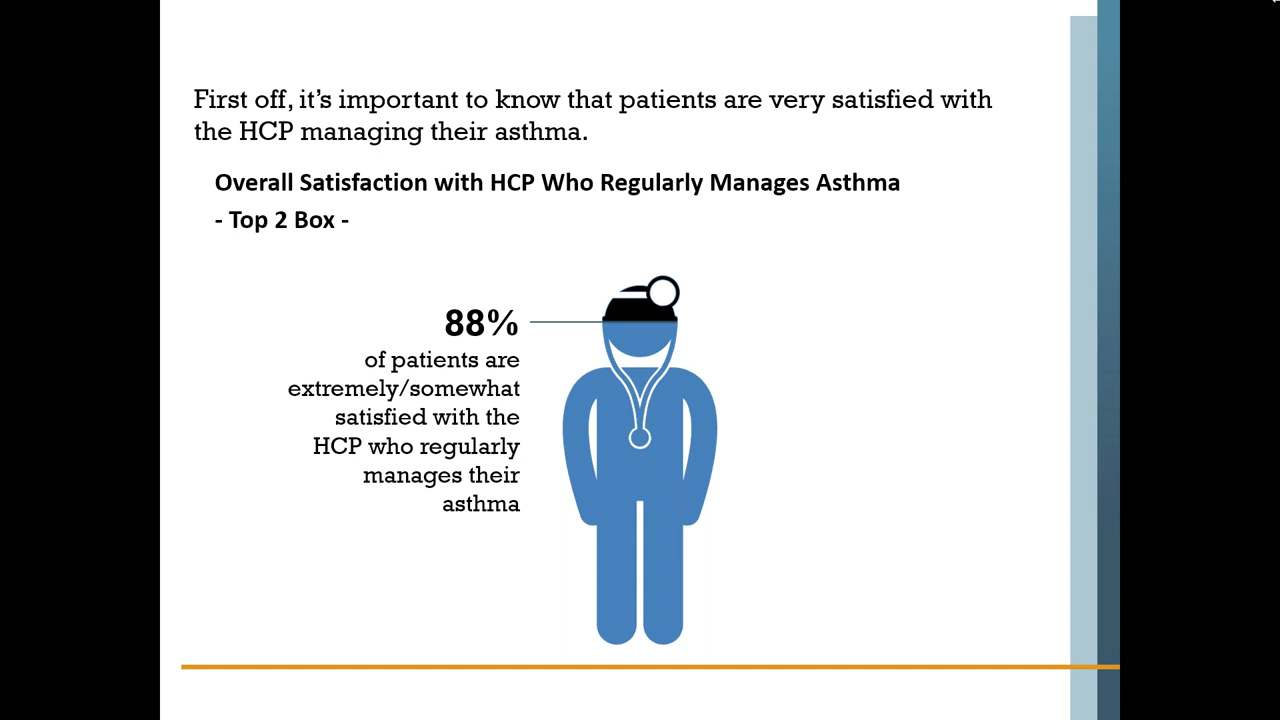 First off, it’s important to know that patients are very satisfied with
the HCP managing their asthma.
Overall Satisfaction with HCP Who Regularly Manages Asthma
- Top 2 Box -
88%
of patients are
extremely/somewhat
satisfied with the
HCP who regularly
manages their
asthma